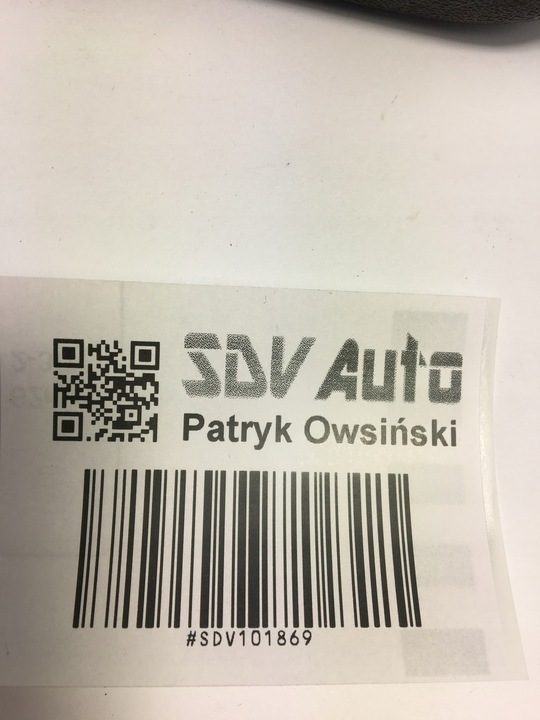 SDV Auto
Patryk Owsiński
#SDV101869